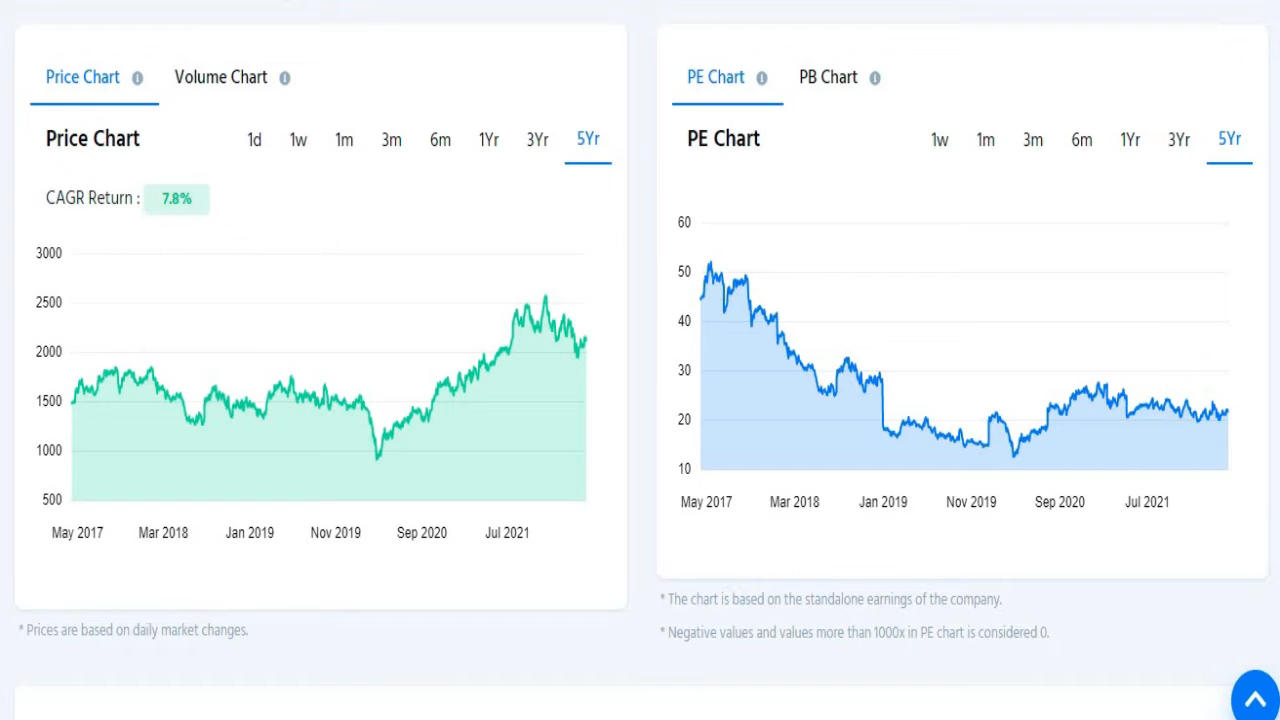 Price Chart Volume Chart
Price Chart 1d 1w 1m 3m 6m 1Yr 3Yr 5Yr
CAGR Return : 7.8%
3000
2500
2000
1500
1000
500
May 2017 Mar 2018 Jan 2019 Nov 2019 Sep 2020 Jul 2021
* Prices are based on daily market changes.
PE Chart PB Chart
PE Chart 1w 1m 3m 6m 1Yr 3Yr 5Yr
60
50
40
30
20
10
May 2017 Mar 2018 Jan 2019 Nov 2019 Sep 2020 Jul 2021
* The chart is based on the standalone earnings of the company.
* Negative values and values more than 1000x in PE chart is considered 0.